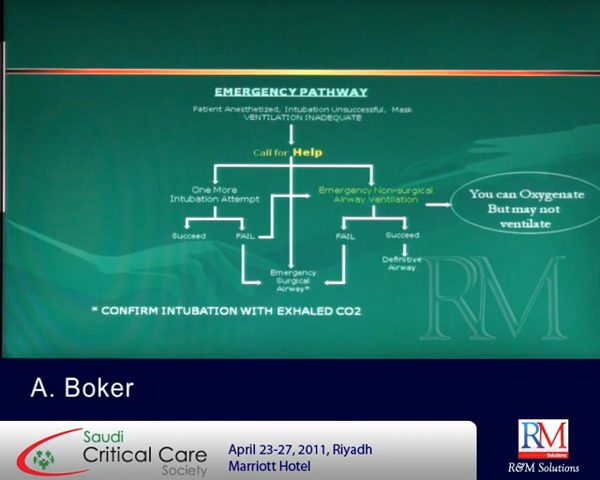 EMERGENCY PATHWAY
Patient Anesthetized, Intubation Unsuccessful, Mask
VENTILATION INADEQUATE
Call for Help
One More
Intubation Attempt
Emergency Non-surgical
Airway Ventilation
You can Oxygenate
But may not
ventilate
Succeed
FAIL
FAIL
Succeed
Emergency
Surgical
Airway*
Definitive
Airway
RM
* CONFIRM INTUBATION WITH EXHALED CO2
A. Boker
Saudi
Critical Care
Society
April 23-27, 2011, Riyadh
Marriott Hotel
RM
Solutions
R&M Solutions